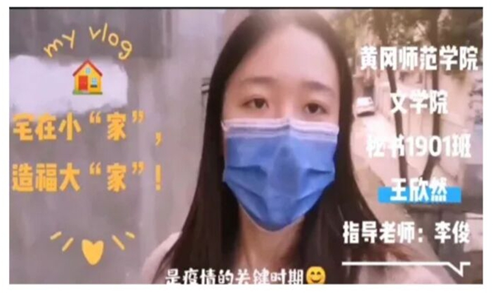 my vlog
宅在小“家”，
造福大“家”！
黄冈师范学院
文学院
秘书1901班
王欣然
指导老师：李俊
是疫情的关键时期😊